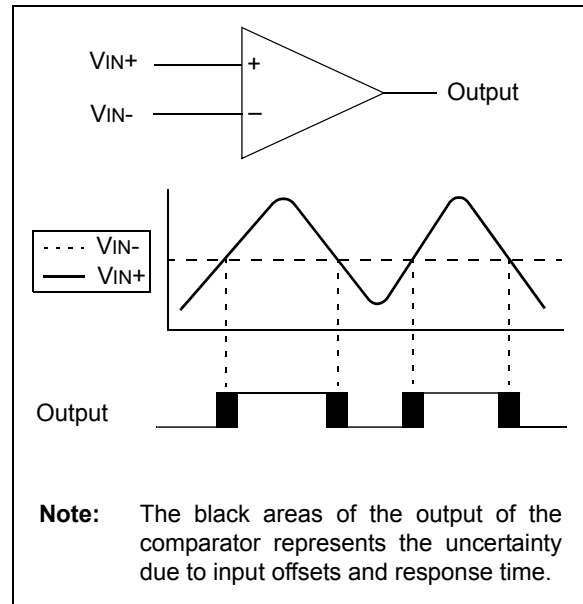 VIN+
+
Output
VIN-
–
VIN-
VIN+
Output
Note: The black areas of the output of the
comparator represents the uncertainty
due to input offsets and response time.